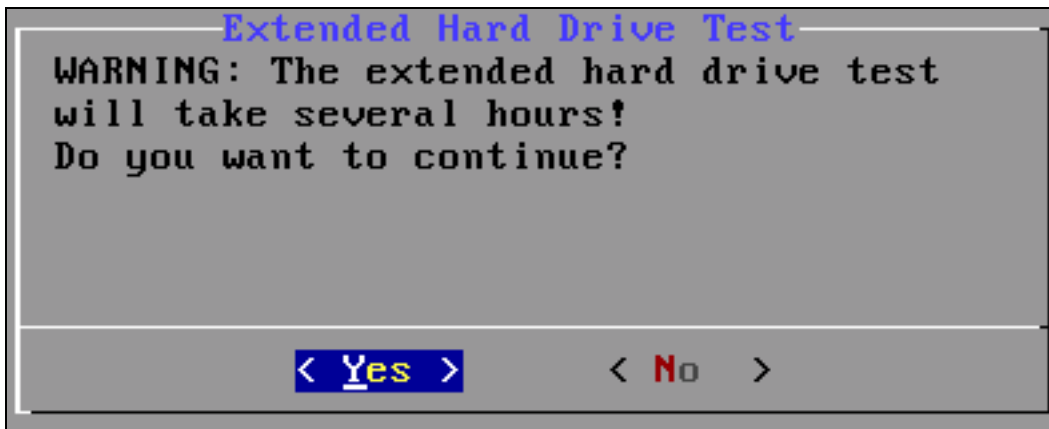 Extended Hard Drive Test
WARNING: The extended hard drive test
will take several hours!
Do you want to continue?
< Yes > < No >